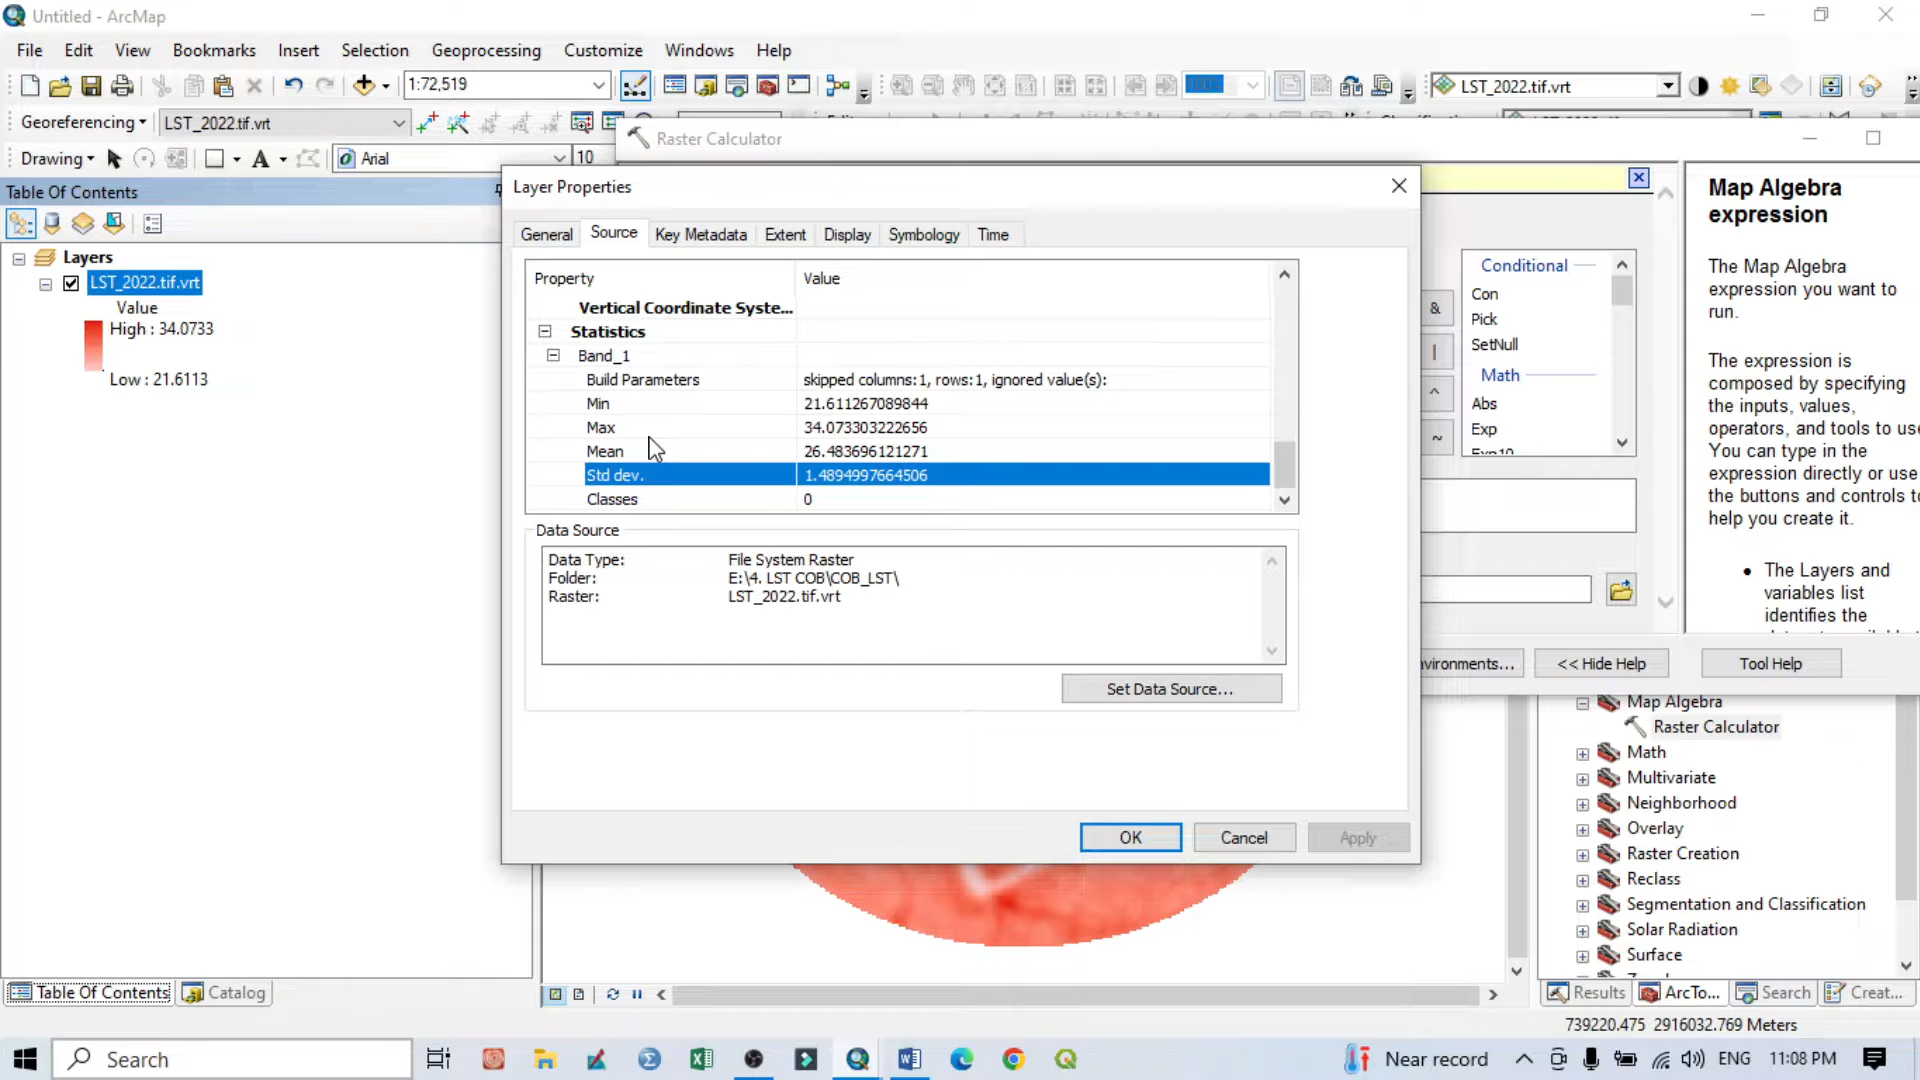 Untitled - ArcMap
File Edit View Bookmarks Insert Selection Geoprocessing Customize Windows Help
1:72,519
LST_2022.tif.vrt
Georeferencing LST_2022.tif.vrt
Drawing A Arial 10
Raster Calculator
Table Of Contents
Layers
LST_2022.tif.vrt
Value
High : 34.0733
Low : 21.6113
Layer Properties
General Source Key Metadata Extent Display Symbology Time
Property Value
Vertical Coordinate Syste...
Statistics
Band_1
Build Parameters skipped columns:1, rows:1, ignored value(s):
Min 21.611267089844
Max 34.073303222656
Mean 26.483696121271
Std dev. 1.4894997664506
Classes 0
Data Source
Data Type: File System Raster
Folder: E:\4. LST COB\COB_LST\
Raster: LST_2022.tif.vrt
Set Data Source...
OK Cancel Apply
&
|
^
~
Conditional
Con
Pick
SetNull
Math
Abs
Exp
Exp10
Map Algebra
expression
The Map Algebra
expression you want to
run.
The expression is
composed by specifying
the inputs, values,
operators, and tools to use
You can type in the
expression directly or use
the buttons and controls to
help you create it.
• The Layers and
variables list
identifies the
vironments... << Hide Help Tool Help
Map Algebra
Raster Calculator
Math
Multivariate
Neighborhood
Overlay
Raster Creation
Reclass
Segmentation and Classification
Solar Radiation
Surface
Table Of Contents Catalog
Results ArcTo... Search Creat...
739220.475 2916032.769 Meters
Search
Near record ENG 11:08 PM